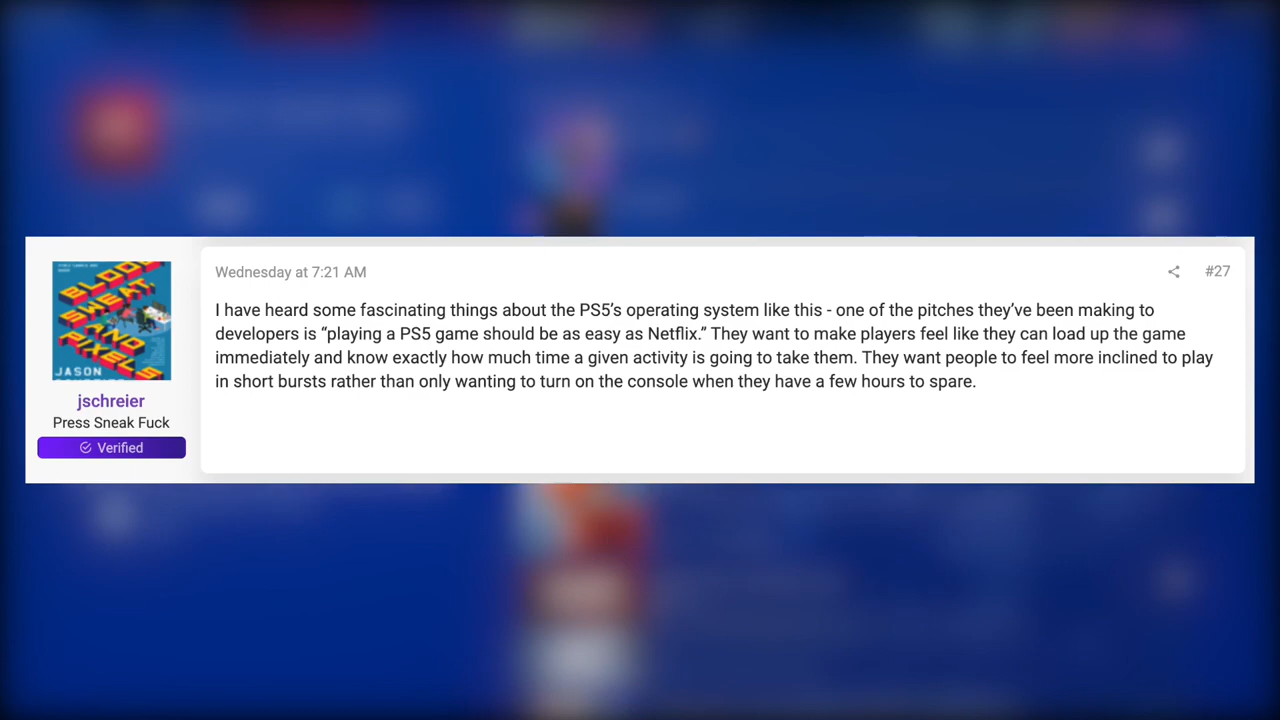 Wednesday at 7:21 AM
#27
I have heard some fascinating things about the PS5’s operating system like this - one of the pitches they’ve been making to
developers is “playing a PS5 game should be as easy as Netflix.” They want to make players feel like they can load up the game
immediately and know exactly how much time a given activity is going to take them. They want people to feel more inclined to play
in short bursts rather than only wanting to turn on the console when they have a few hours to spare.
BLOOD
SWEAT,
AND
PIXELS
JASON
jschreier
Press Sneak Fuck
Verified